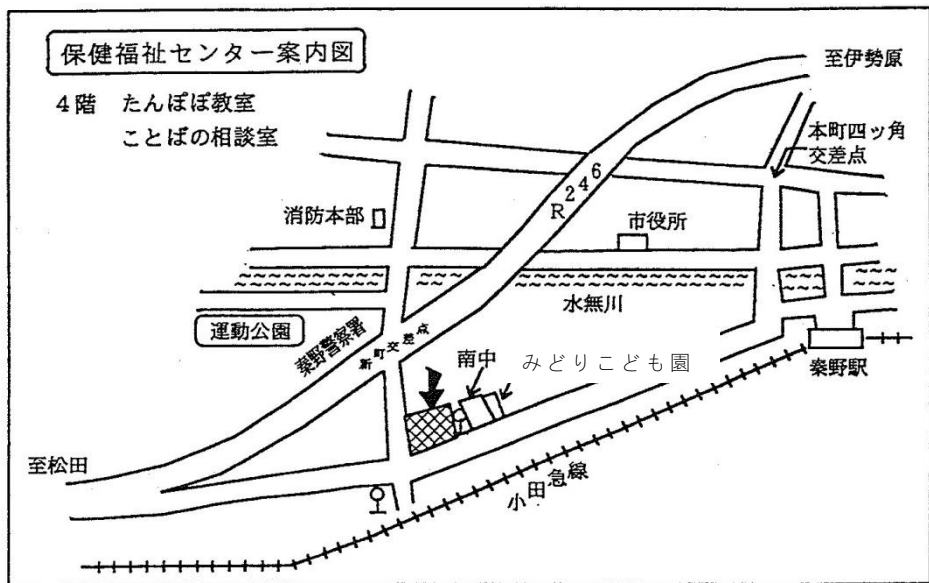 保健福祉センター案内図
4階 たんぽぽ教室
ことばの相談室
至伊勢原
本町四ッ角
交差点
R246
消防本部
市役所
水無川
運動公園
秦野警察署
新町交差点
南中
みどりこども園
秦野駅
至松田
小田急線